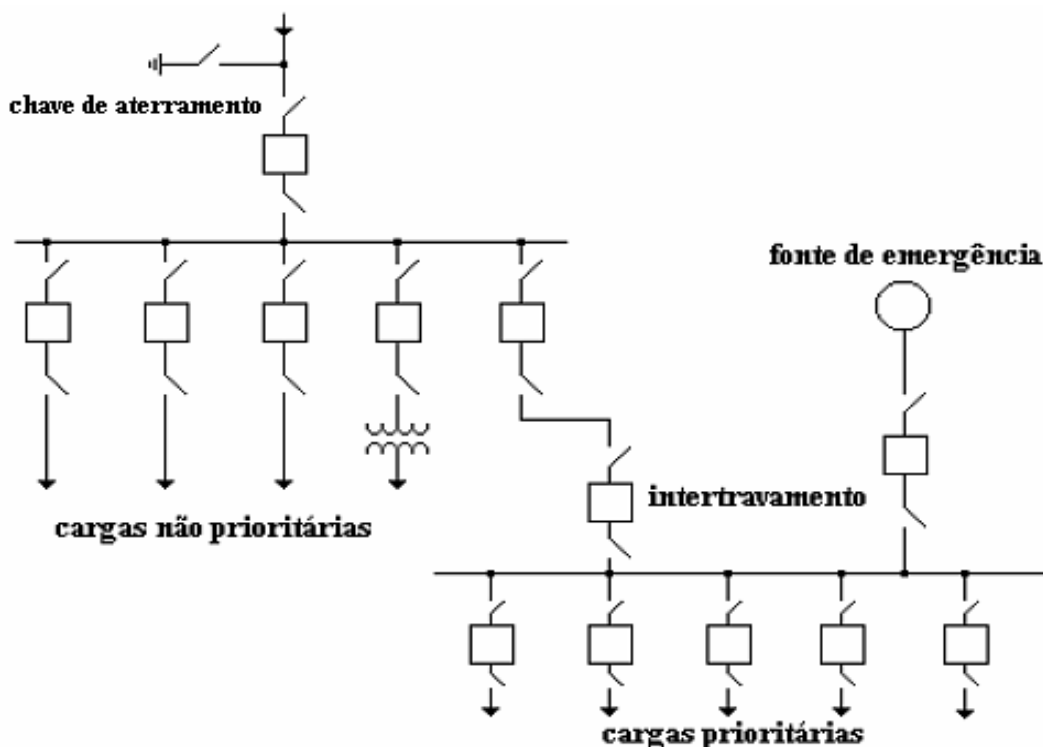 chave de aterramento
fonte de emergência
intertravamento
cargas não prioritárias
cargas prioritárias